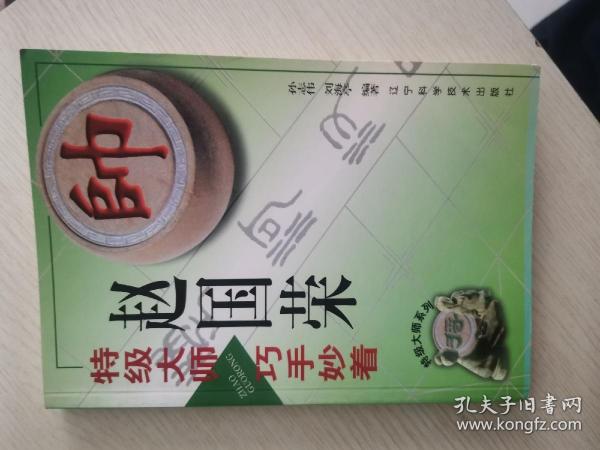 孙志伟 刘海亭 编著 辽宁科学技术出版社
帥
赵国荣
特级大师 巧手妙着
ZHAO
GUORONG
特级大师系列
孔夫子旧书网
www.kongfz.com